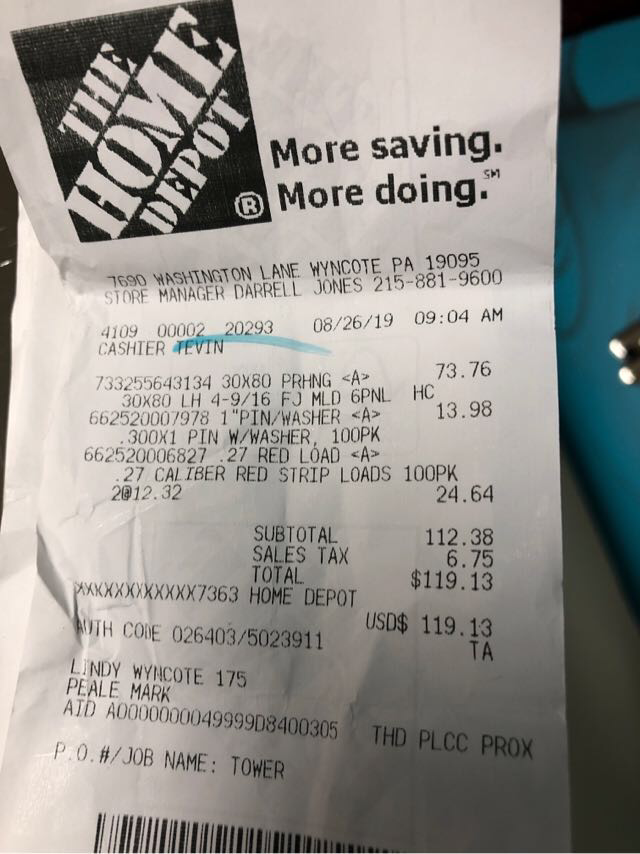 THE
HOME
DEPOT
®
More saving.
More doing.℠
7690 WASHINGTON LANE WYNCOTE PA 19095
STORE MANAGER DARRELL JONES 215-881-9600
4109 00002 20293 08/26/19 09:04 AM
CASHIER TEVIN
733255643134 30X80 PRHNG <A> 73.76
30X80 LH 4-9/16 FJ MLD 6PNL HC
662520007978 1"PIN/WASHER <A> 13.98
.300X1 PIN W/WASHER, 100PK
662520006827 .27 RED LOAD <A>
.27 CALIBER RED STRIP LOADS 100PK
2@12.32 24.64
SUBTOTAL 112.38
SALES TAX 6.75
TOTAL $119.13
XXXXXXXXXXXX7363 HOME DEPOT
USD$ 119.13
AUTH CODE 026403/5023911 TA
LINDY WYNCOTE 175
PEALE MARK
AID A0000000049999D8400305 THD PLCC PROX
P.O.#/JOB NAME: TOWER